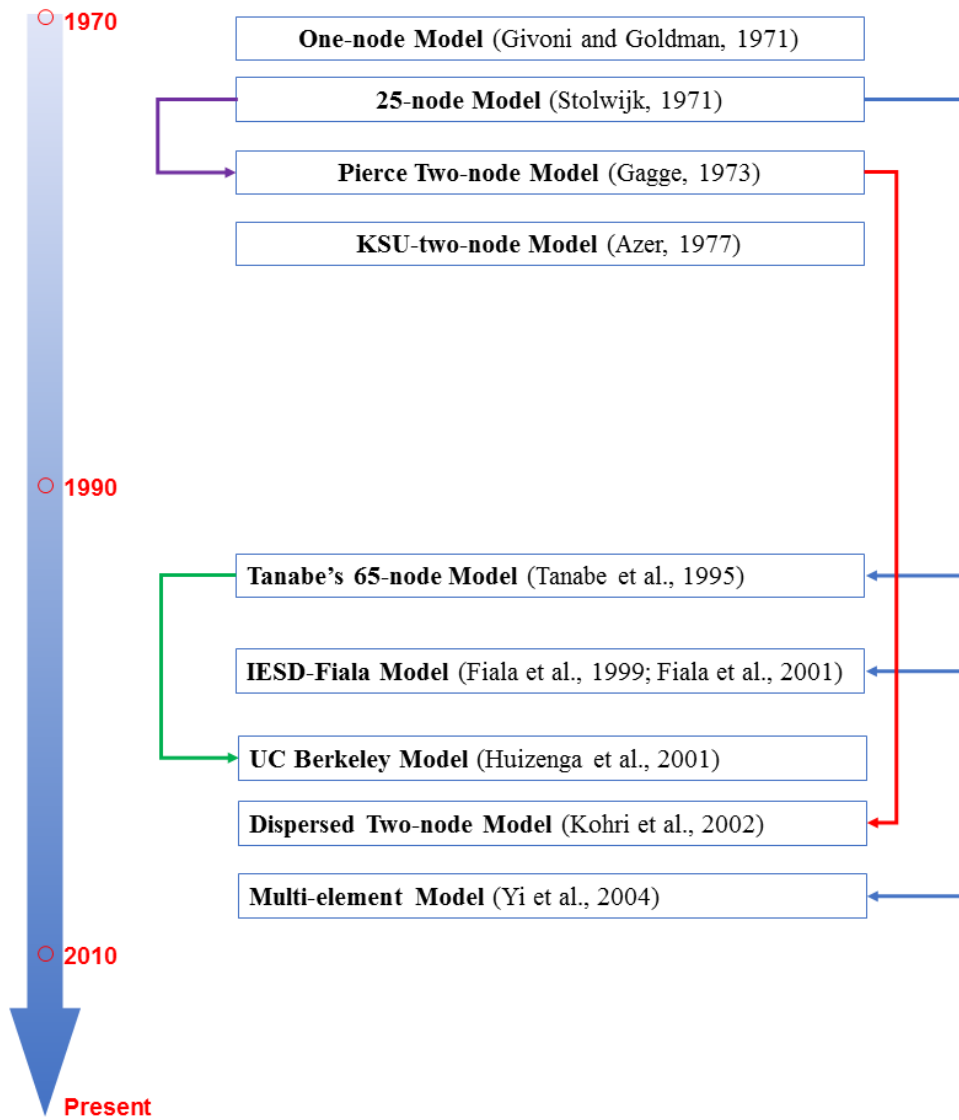 1970
One-node Model (Givoni and Goldman, 1971)
25-node Model (Stolwijk, 1971)
Pierce Two-node Model (Gagge, 1973)
KSU-two-node Model (Azer, 1977)
1990
Tanabe’s 65-node Model (Tanabe et al., 1995)
IESD-Fiala Model (Fiala et al., 1999; Fiala et al., 2001)
UC Berkeley Model (Huizenga et al., 2001)
Dispersed Two-node Model (Kohri et al., 2002)
Multi-element Model (Yi et al., 2004)
2010
Present